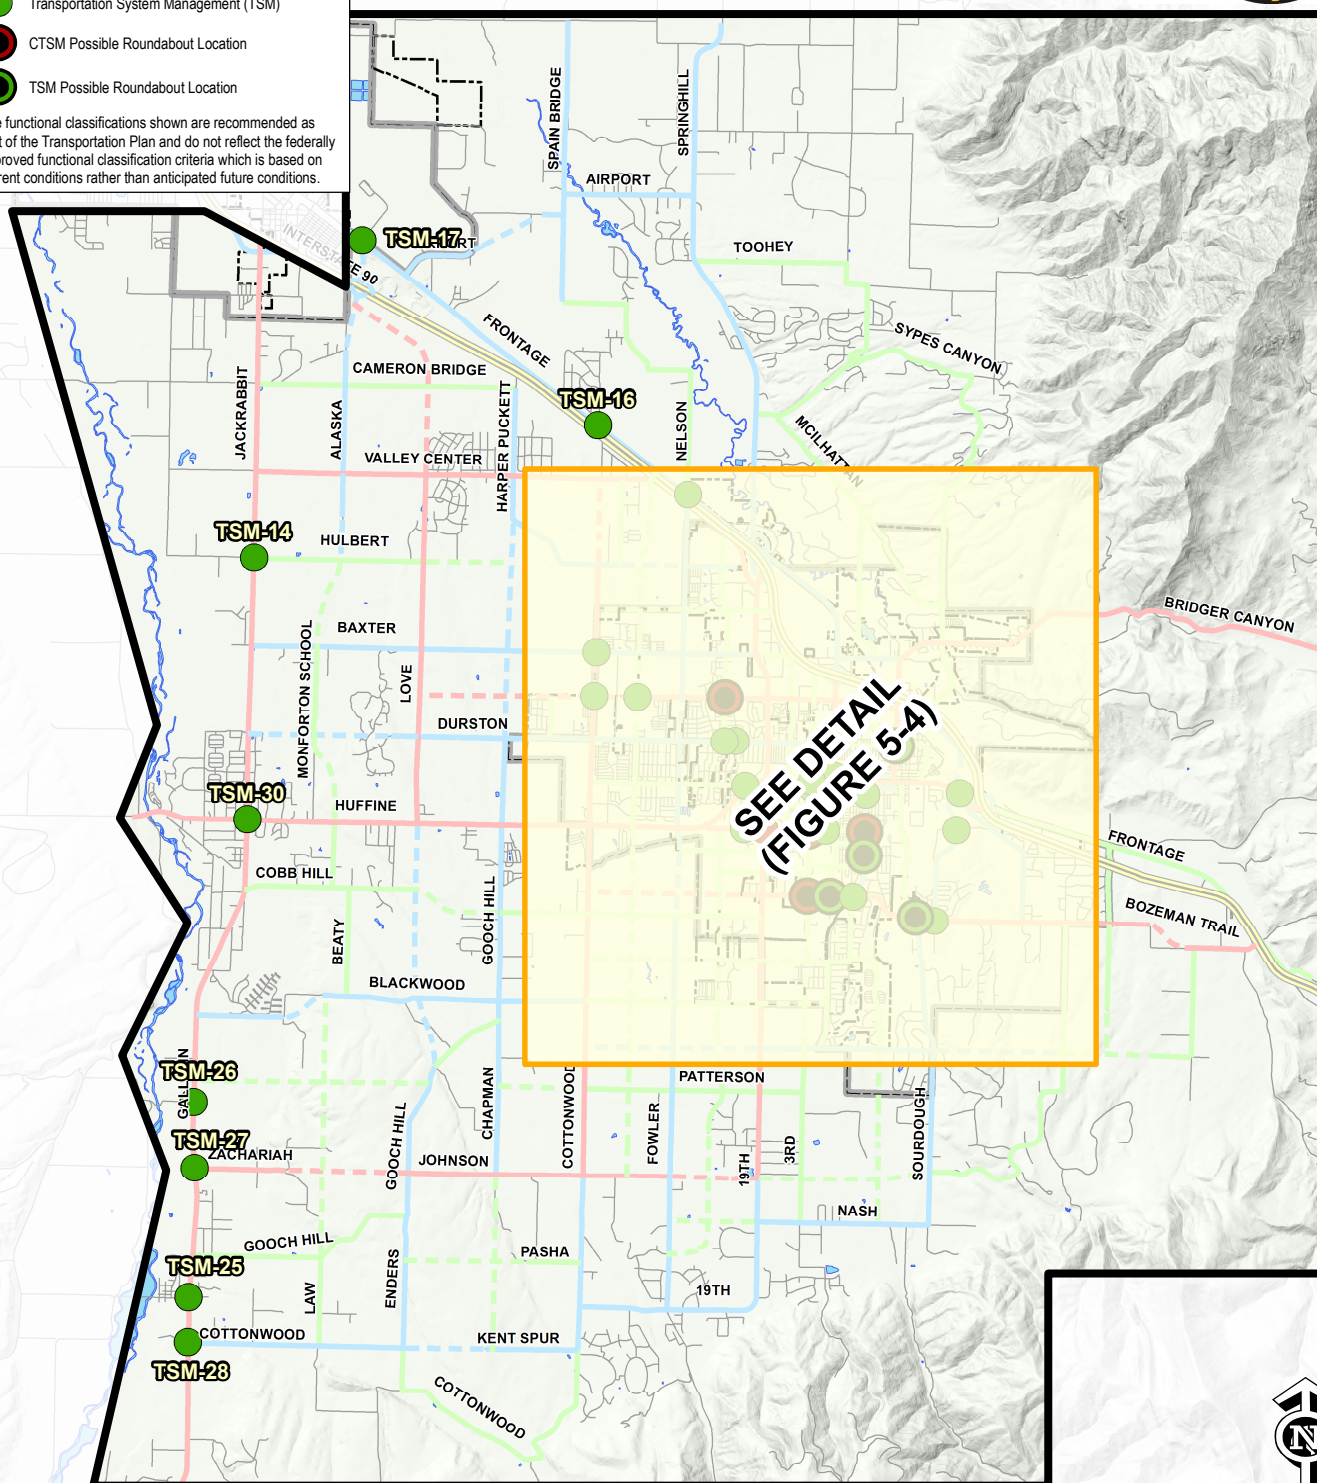 Transportation System Management (TSM)
CTSM Possible Roundabout Location
TSM Possible Roundabout Location
functional classifications shown are recommended as
of the Transportation Plan and do not reflect the federally
functional classification criteria which is based on
conditions rather than anticipated future conditions.
SPAIN BRIDGE
SPRINGHILL
AIRPORT
TOOHEY
TSM-17
INTERSTATE 90
FRONTAGE
SYPES CANYON
CAMERON BRIDGE
JACKRABBIT
ALASKA
HARPER PUCKETT
TSM-16
NELSON
MCILHATTAN
VALLEY CENTER
TSM-14
HULBERT
BRIDGER CANYON
BAXTER
MONFORTON SCHOOL
LOVE
DURSTON
SEE DETAIL
(FIGURE 5-4)
TSM-30
HUFFINE
FRONTAGE
COBB HILL
BOZEMAN TRAIL
BEATY
GOOCH HILL
BLACKWOOD
TSM-26
GALLATIN
PATTERSON
CHAPMAN
COTTONWOOD
FOWLER
SOURDOUGH
TSM-27
ZACHARIAH
GOOCH HILL
JOHNSON
19TH
3RD
NASH
GOOCH HILL
PASHA
TSM-25
LAW
ENDERS
19TH
COTTONWOOD
KENT SPUR
TSM-28
COTTONWOOD
N